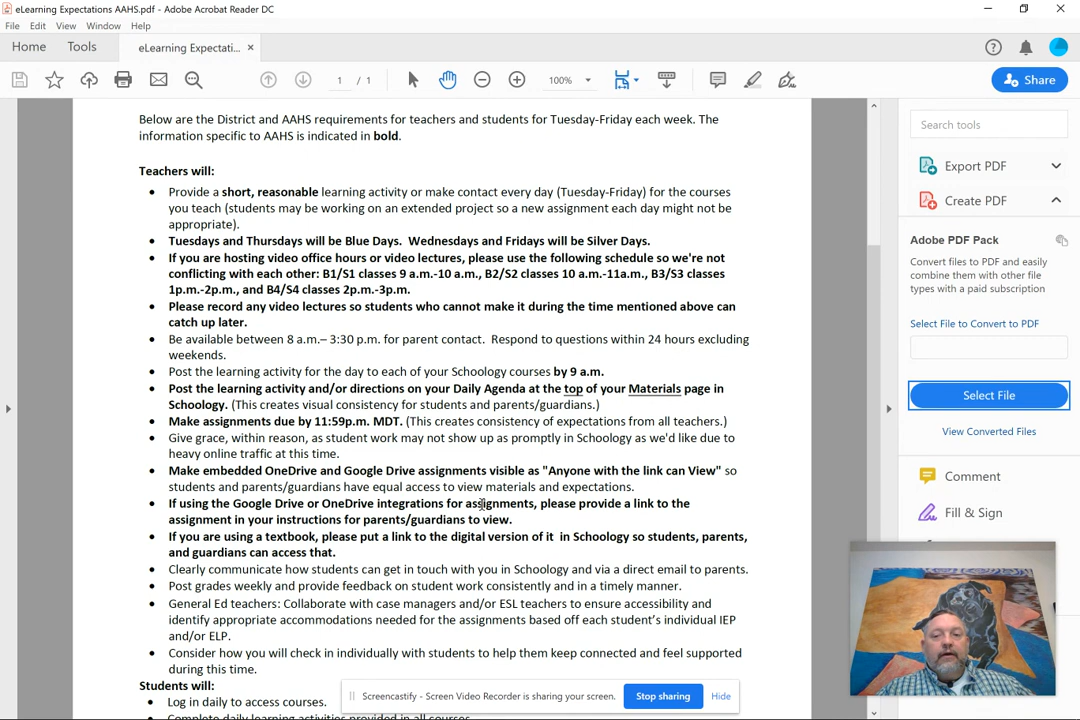 eLearning Expectations AAHS.pdf - Adobe Acrobat Reader DC
File Edit View Window Help
Home Tools eLearning Expectati... ×
1 / 1 100% Share
Below are the District and AAHS requirements for teachers and students for Tuesday-Friday each week. The
information specific to AAHS is indicated in bold.
Teachers will:
• Provide a short, reasonable learning activity or make contact every day (Tuesday-Friday) for the courses
you teach (students may be working on an extended project so a new assignment each day might not be
appropriate).
• Tuesdays and Thursdays will be Blue Days. Wednesdays and Fridays will be Silver Days.
• If you are hosting video office hours or video lectures, please use the following schedule so we're not
conflicting with each other: B1/S1 classes 9 a.m.-10 a.m., B2/S2 classes 10 a.m.-11a.m., B3/S3 classes
1p.m.-2p.m., and B4/S4 classes 2p.m.-3p.m.
• Please record any video lectures so students who cannot make it during the time mentioned above can
catch up later.
• Be available between 8 a.m.– 3:30 p.m. for parent contact. Respond to questions within 24 hours excluding
weekends.
• Post the learning activity for the day to each of your Schoology courses by 9 a.m.
• Post the learning activity and/or directions on your Daily Agenda at the top of your Materials page in
Schoology. (This creates visual consistency for students and parents/guardians.)
• Make assignments due by 11:59p.m. MDT. (This creates consistency of expectations from all teachers.)
• Give grace, within reason, as student work may not show up as promptly in Schoology as we'd like due to
heavy online traffic at this time.
• Make embedded OneDrive and Google Drive assignments visible as "Anyone with the link can View" so
students and parents/guardians have equal access to view materials and expectations.
• If using the Google Drive or OneDrive integrations for assignments, please provide a link to the
assignment in your instructions for parents/guardians to view.
• If you are using a textbook, please put a link to the digital version of it in Schoology so students, parents,
and guardians can access that.
• Clearly communicate how students can get in touch with you in Schoology and via a direct email to parents.
• Post grades weekly and provide feedback on student work consistently and in a timely manner.
• General Ed teachers: Collaborate with case managers and/or ESL teachers to ensure accessibility and
identify appropriate accommodations needed for the assignments based off each student's individual IEP
and/or ELP.
• Consider how you will check in individually with students to help them keep connected and feel supported
during this time.
Students will:
• Log in daily to access courses.
• Complete daily learning activities provided in all courses.
Screencastify - Screen Video Recorder is sharing your screen. Stop sharing Hide
Search tools
Export PDF
Create PDF
Adobe PDF Pack
Convert files to PDF and easily
combine them with other file
types with a paid subscription
Select File to Convert to PDF
Select File
View Converted Files
Comment
Fill & Sign